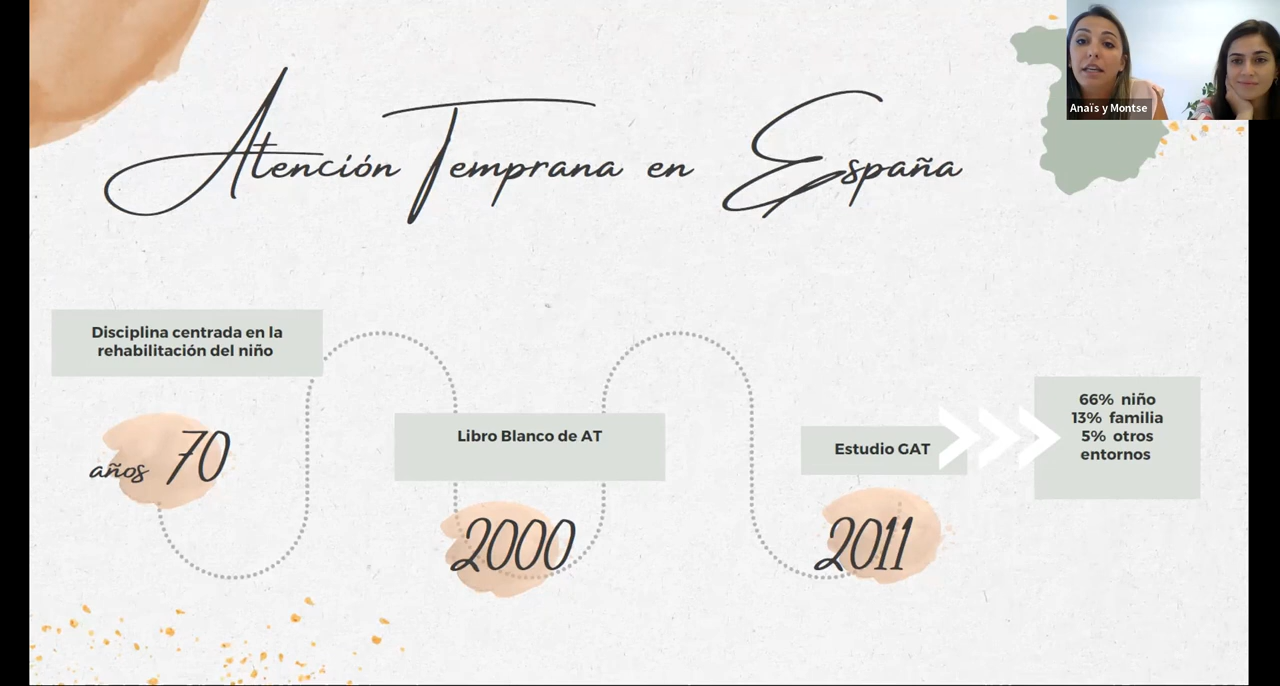 Atención Temprana en España
Anaïs y Montse
Disciplina centrada en la
rehabilitación del niño
años 70
Libro Blanco de AT
2000
Estudio GAT
2011
66% niño
13% familia
5% otros
entornos